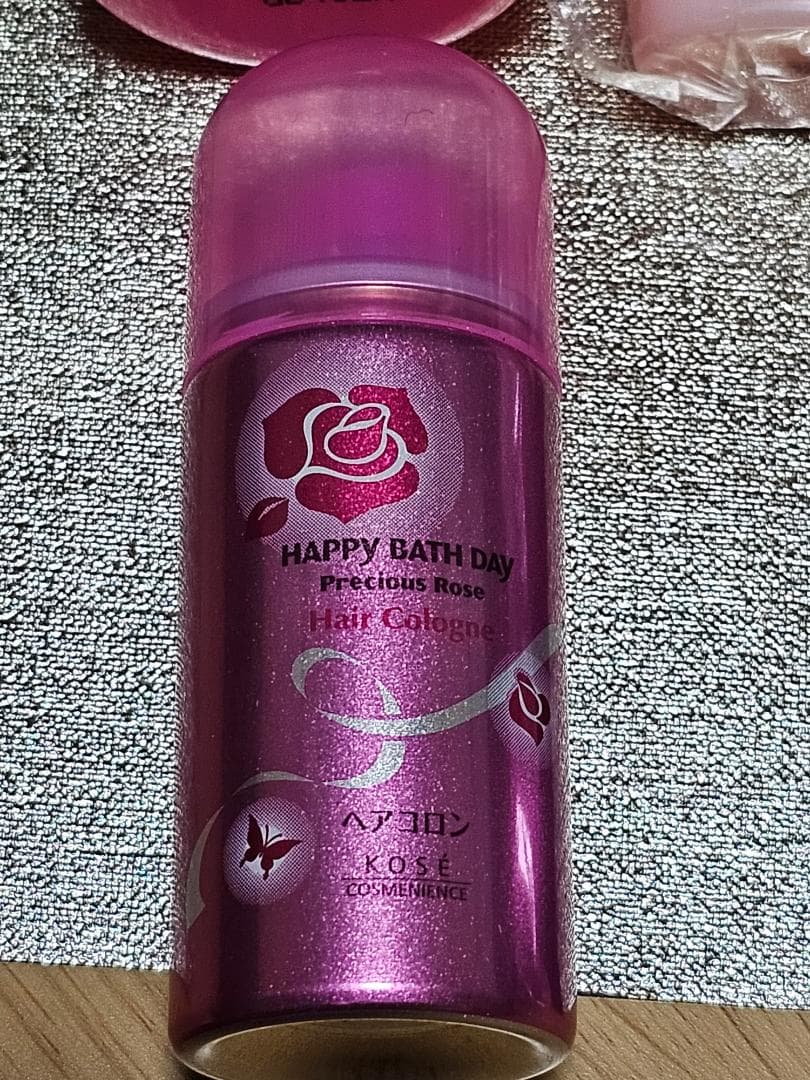 HAPPY BATH DAY
Precious Rose
Hair Cologne
ヘアコロン
KOSÉ
COSMENIENCE